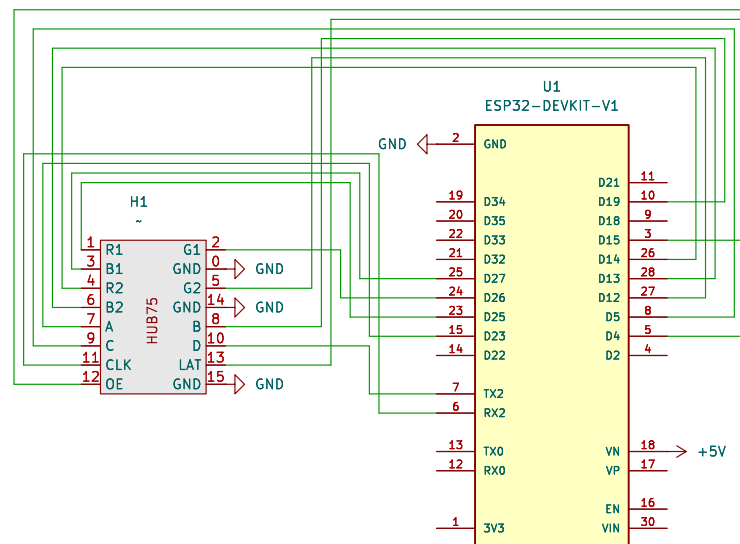 U1
ESP32-DEVKIT-V1
GND 2 GND
D21 11
H1
~
19 D34 D19 10
20 D35 D18 9
22 D33 D15 3
21 D32 D14 26
25 D27 D13 28
24 D26 D12 27
23 D25 D5 8
15 D23 D4 5
14 D22 D2 4
7 TX2
6 RX2
13 TX0 VN 18 +5V
12 RX0 VP 17
EN 16
1 3V3 VIN 30
HUB75
1 R1 G1 2
3 B1 GND 0 GND
4 R2 G2 5
6 B2 GND 14 GND
7 A B 8
9 C D 10
11 CLK LAT 13
12 OE GND 15 GND